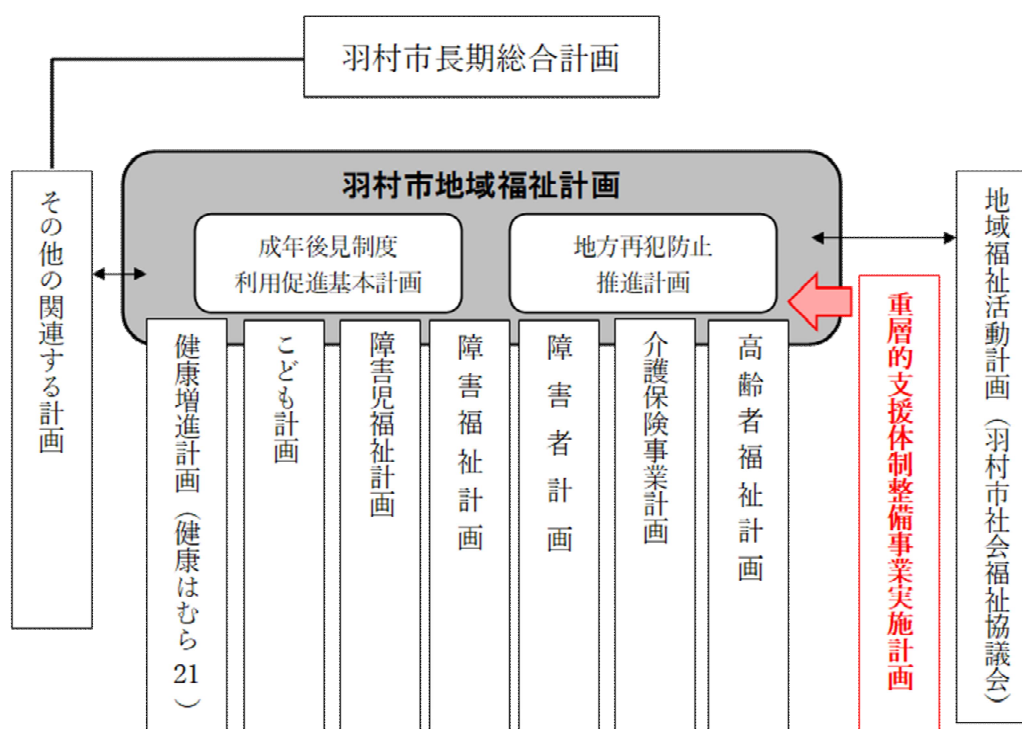 羽村市長期総合計画
羽村市地域福祉計画
成年後見制度
利用促進基本計画
地方再犯防止
推進計画
地域福祉活動計画（羽村市社会福祉協議会）
重層的支援体制整備事業実施計画
高齢者福祉計画
介護保険事業計画
障害者計画
障害福祉計画
障害児福祉計画
こども計画
健康増進計画（健康はむら21）
その他の関連する計画